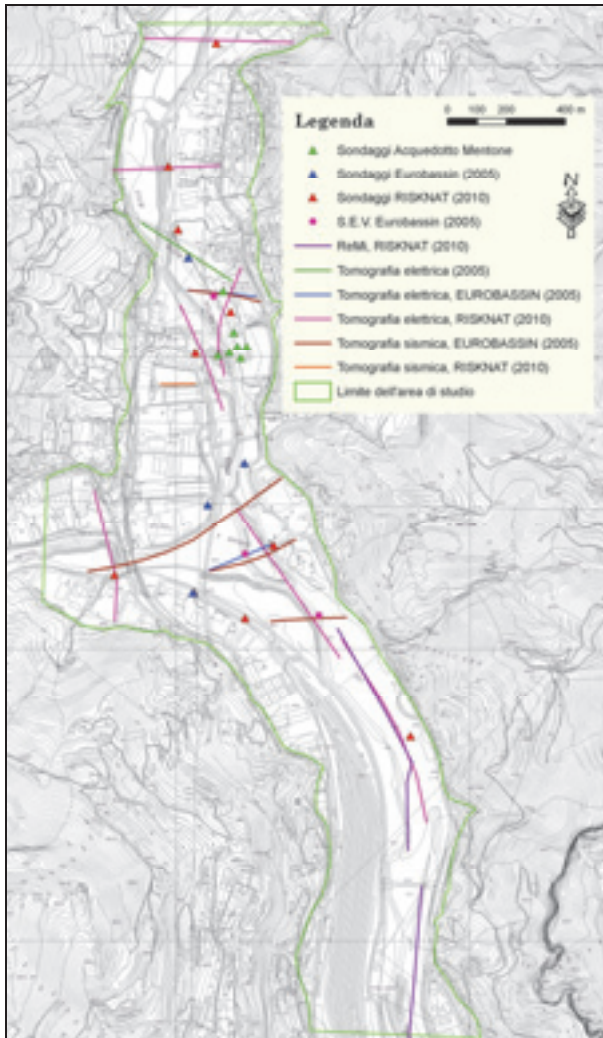 Legenda
0 100 200 400 m
Sondaggi Acquedotto Mentone
Sondaggi Eurobassin (2005)
Sondaggi RISKNAT (2010)
S.E.V. Eurobassin (2005)
ReMi, RISKNAT (2010)
Tomografia elettrica (2005)
Tomografia elettrica, EUROBASSIN (2005)
Tomografia elettrica, RISKNAT (2010)
Tomografia sismica, EUROBASSIN (2005)
Tomografia sismica, RISKNAT (2010)
Limite dell'area di studio
N